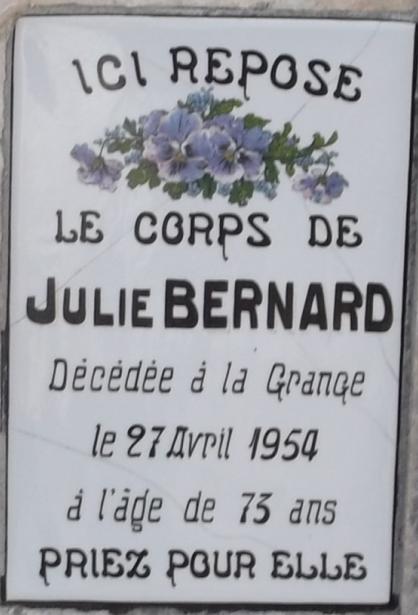 ICI REPOSE
LE CORPS DE
JULIE BERNARD
Décédée à la Grange
le 27 Avril 1954
à l'âge de 73 ans
PRIEZ POUR ELLE